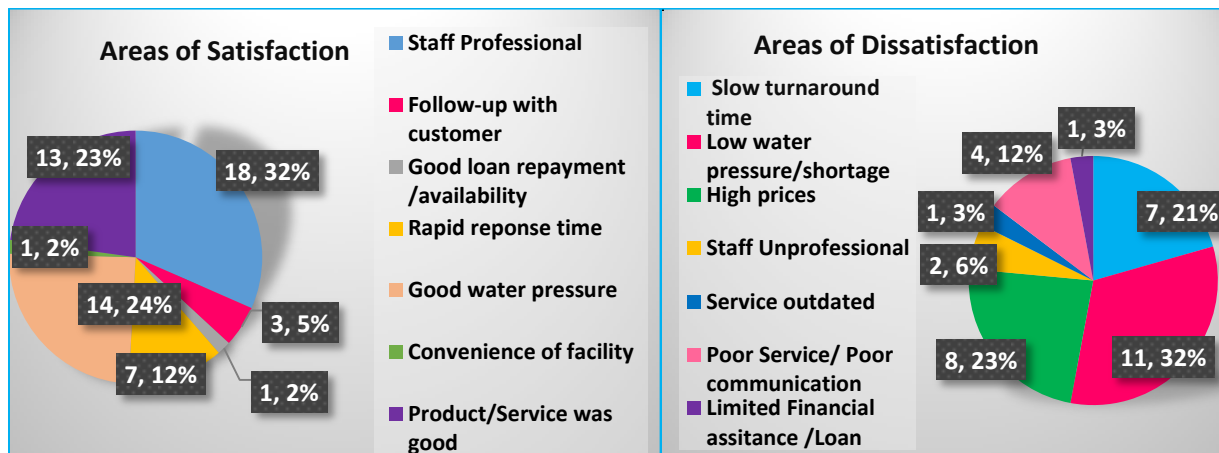 Areas of Satisfaction
13, 23%
18, 32%
1, 2%
14, 24%
7, 12%
3, 5%
1, 2%
Staff Professional
Follow-up with
customer
Good loan repayment
/availability
Rapid reponse time
Good water pressure
Convenience of facility
Product/Service was
good
Areas of Dissatisfaction
Slow turnaround
time
Low water
pressure/shortage
High prices
Staff Unprofessional
Service outdated
Poor Service/ Poor
communication
Limited Financial
assitance /Loan
1, 3%
4, 12%
1, 3%
2, 6%
7, 21%
8, 23%
11, 32%